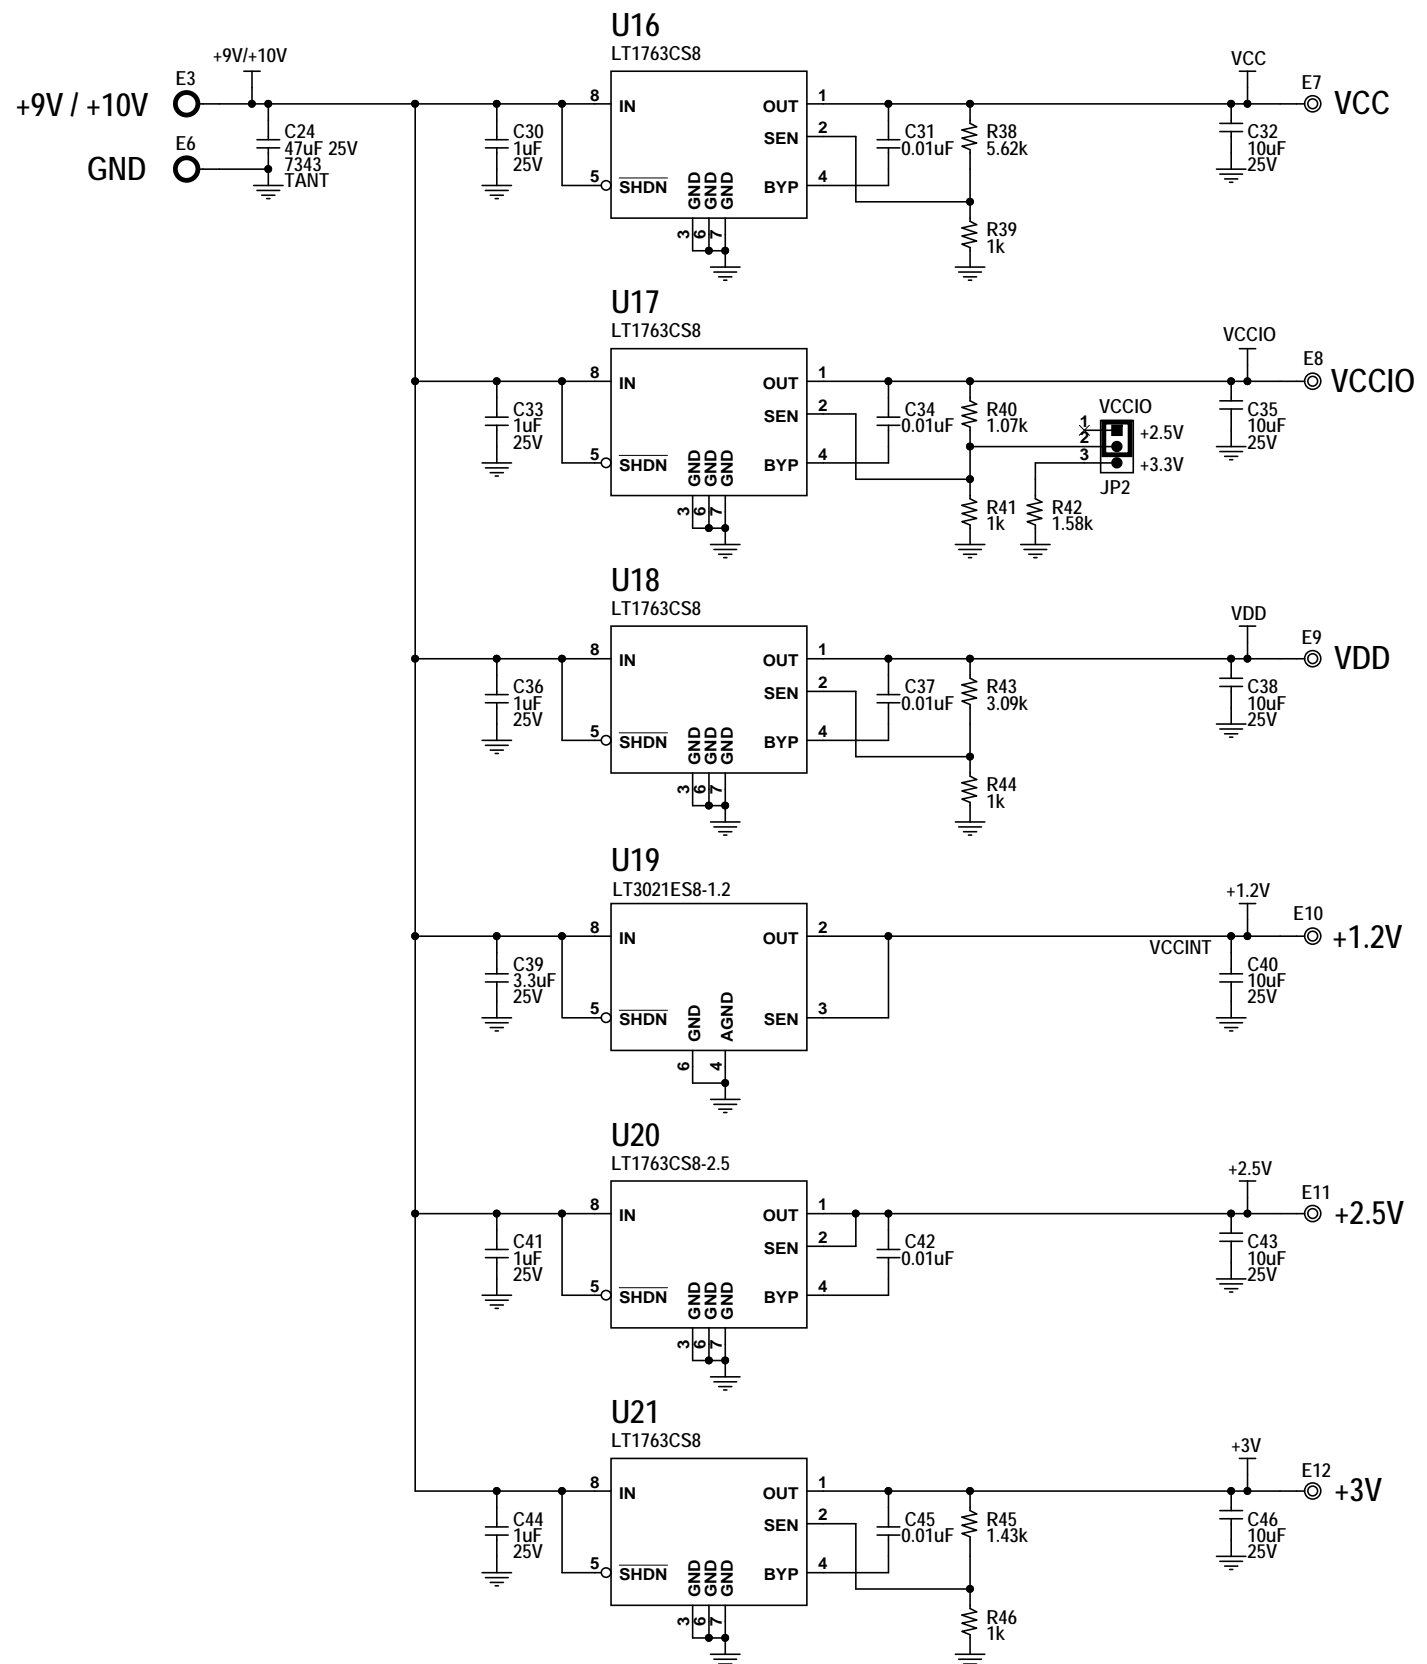 U16
LT1763CS8
+9V/+10V
E3
+9V / +10V
E6
GND
C24
47uF 25V
7343
TANT
C30
1uF
25V
8
IN
5
SHDN
GND
GND
GND
3
6
7
OUT
1
SEN
2
BYP
4
C31
0.01uF
R38
5.62k
R39
1k
VCC
E7
VCC
C32
10uF
25V
U17
LT1763CS8
C33
1uF
25V
8
IN
5
SHDN
GND
GND
GND
3
6
7
OUT
1
SEN
2
BYP
4
C34
0.01uF
R40
1.07k
R41
1k
R42
1.58k
VCCIO
1
2
3
+2.5V
+3.3V
JP2
VCCIO
E8
VCCIO
C35
10uF
25V
U18
LT1763CS8
C36
1uF
25V
8
IN
5
SHDN
GND
GND
GND
3
6
7
OUT
1
SEN
2
BYP
4
C37
0.01uF
R43
3.09k
R44
1k
VDD
E9
VDD
C38
10uF
25V
U19
LT3021ES8-1.2
C39
3.3uF
25V
8
IN
5
SHDN
GND
AGND
6
4
OUT
2
SEN
3
VCCINT
+1.2V
E10
+1.2V
C40
10uF
25V
U20
LT1763CS8-2.5
C41
1uF
25V
8
IN
5
SHDN
GND
GND
GND
3
6
7
OUT
1
SEN
2
BYP
4
C42
0.01uF
+2.5V
E11
+2.5V
C43
10uF
25V
U21
LT1763CS8
C44
1uF
25V
8
IN
5
SHDN
GND
GND
GND
3
6
7
OUT
1
SEN
2
BYP
4
C45
0.01uF
R45
1.43k
R46
1k
+3V
E12
+3V
C46
10uF
25V